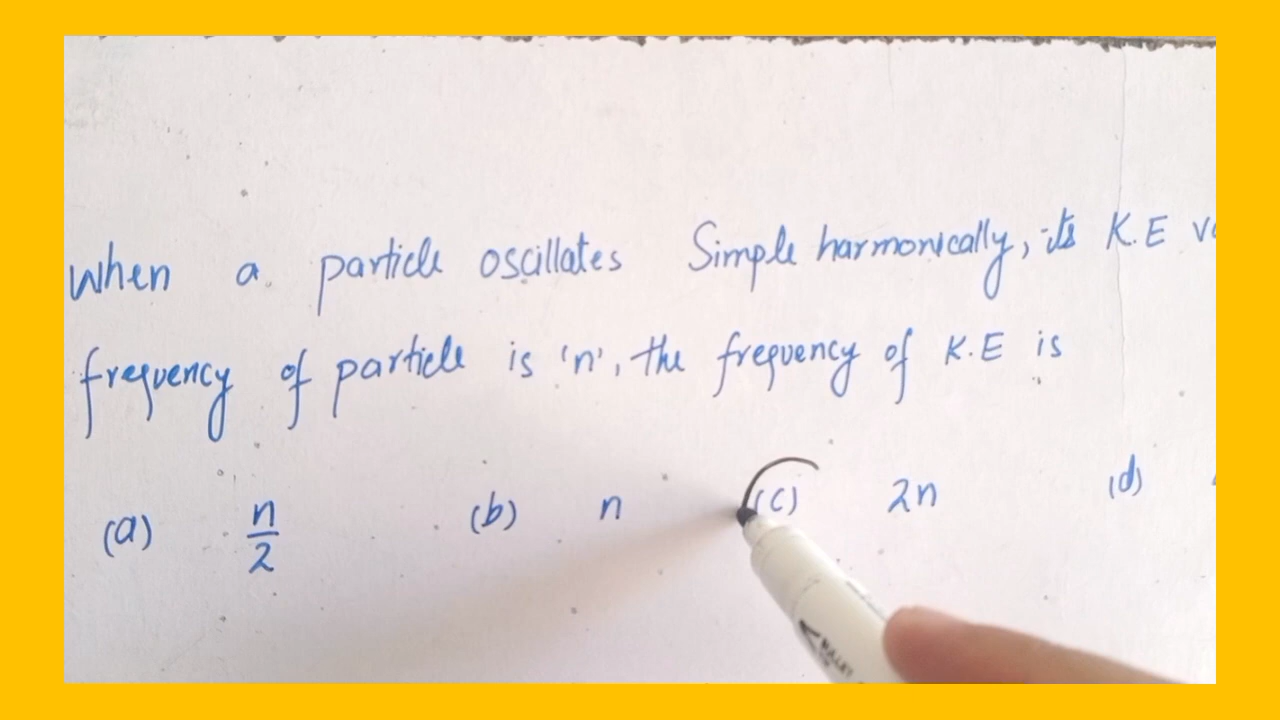 When a particle oscillates Simple harmonically, its K.E
frequency of particle is 'n', the frequency of K.E is
(a) n/2 (b) n (c) 2n (d)